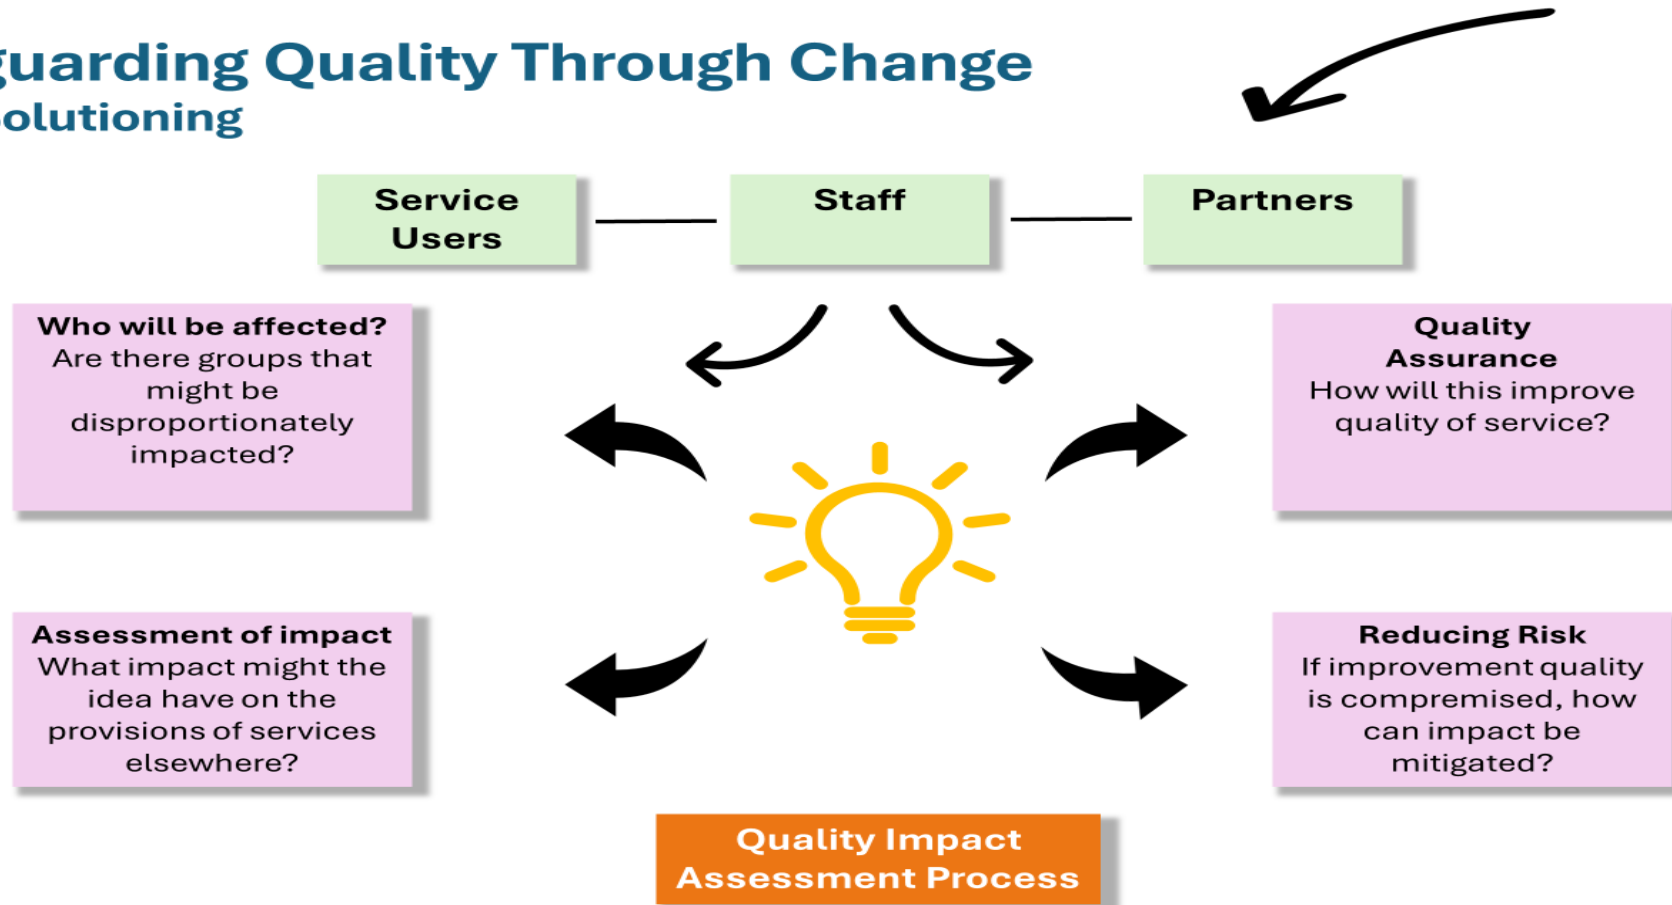 guarding Quality Through Change
Solutioning
Service
Users
Staff
Partners
Who will be affected?
Are there groups that
might be
disproportionately
impacted?
Quality
Assurance
How will this improve
quality of service?
Assessment of impact
What impact might the
idea have on the
provisions of services
elsewhere?
Reducing Risk
If improvement quality
is compromised, how
can impact be
mitigated?
Quality Impact
Assessment Process